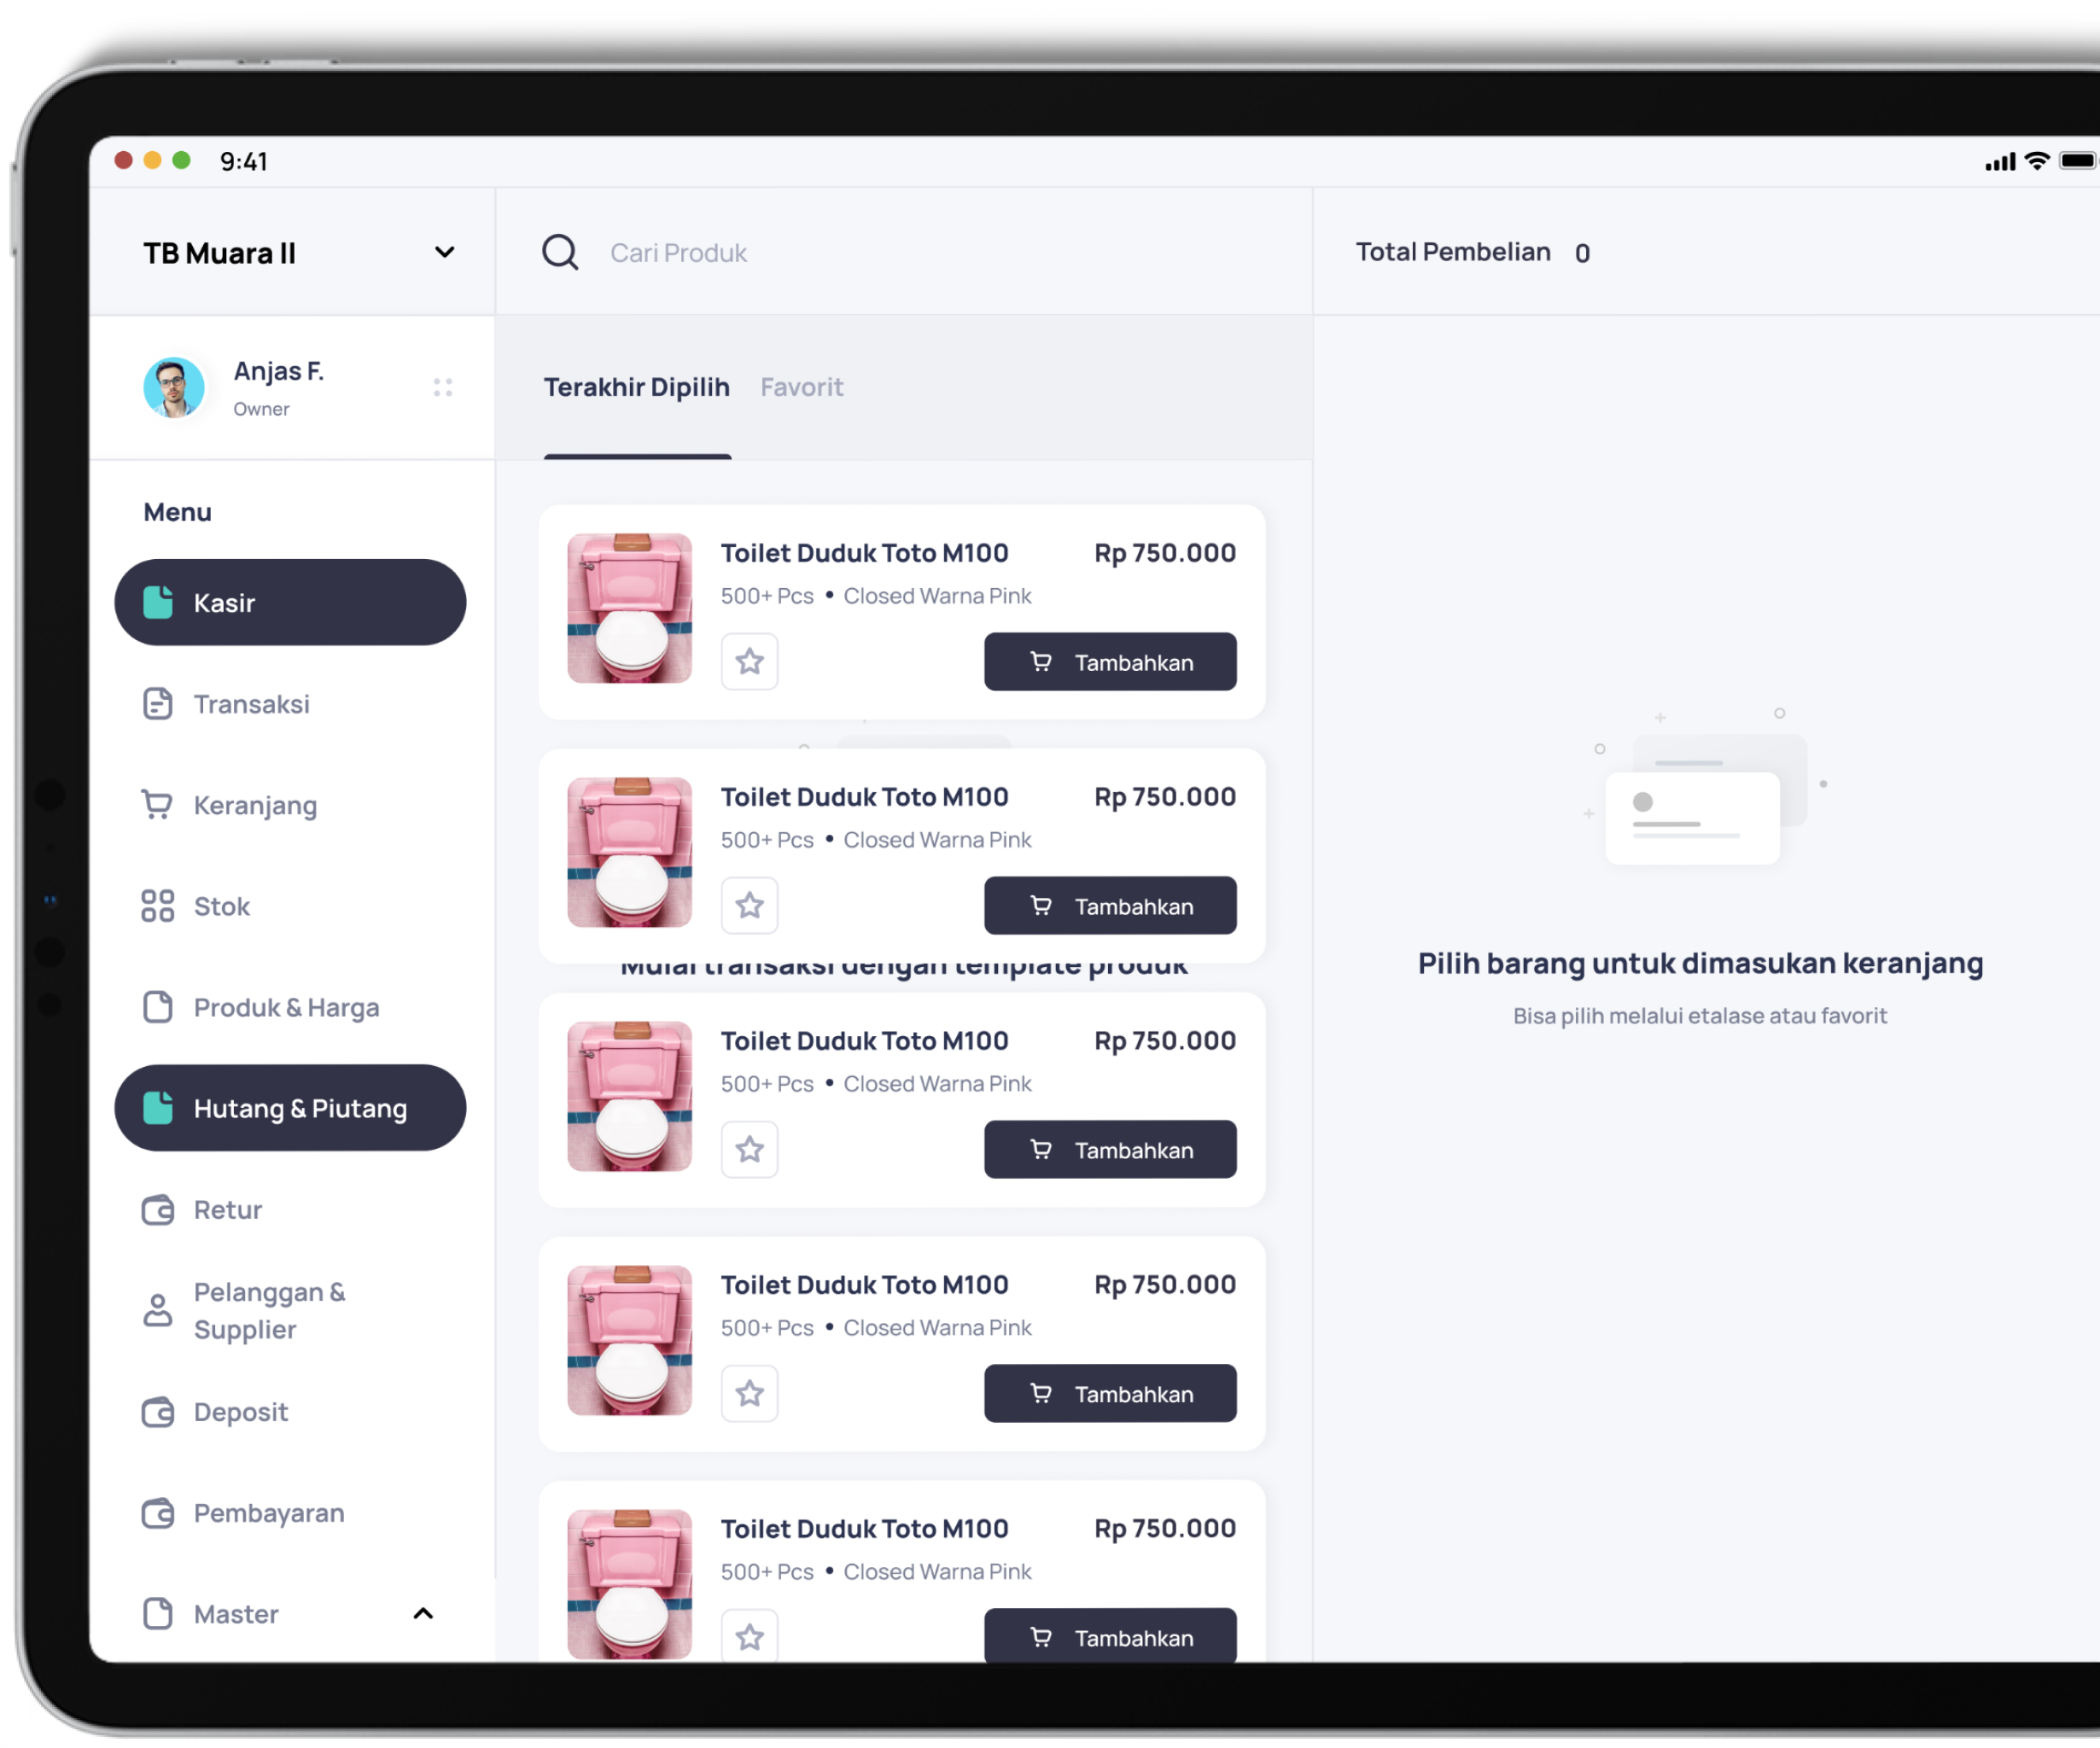 9:41
TB Muara II
Cari Produk
Total Pembelian 0
Anjas F.
Owner
Menu
Kasir
Transaksi
Keranjang
Stok
Produk & Harga
Hutang & Piutang
Retur
Pelanggan &
Supplier
Deposit
Pembayaran
Master
Terakhir Dipilih Favorit
Toilet Duduk Toto M100 Rp 750.000
500+ Pcs • Closed Warna Pink
Tambahkan
Toilet Duduk Toto M100 Rp 750.000
500+ Pcs • Closed Warna Pink
Tambahkan
Mulai transaksi dengan template produk
Toilet Duduk Toto M100 Rp 750.000
500+ Pcs • Closed Warna Pink
Tambahkan
Toilet Duduk Toto M100 Rp 750.000
500+ Pcs • Closed Warna Pink
Tambahkan
Toilet Duduk Toto M100 Rp 750.000
500+ Pcs • Closed Warna Pink
Tambahkan
Pilih barang untuk dimasukan keranjang
Bisa pilih melalui etalase atau favorit